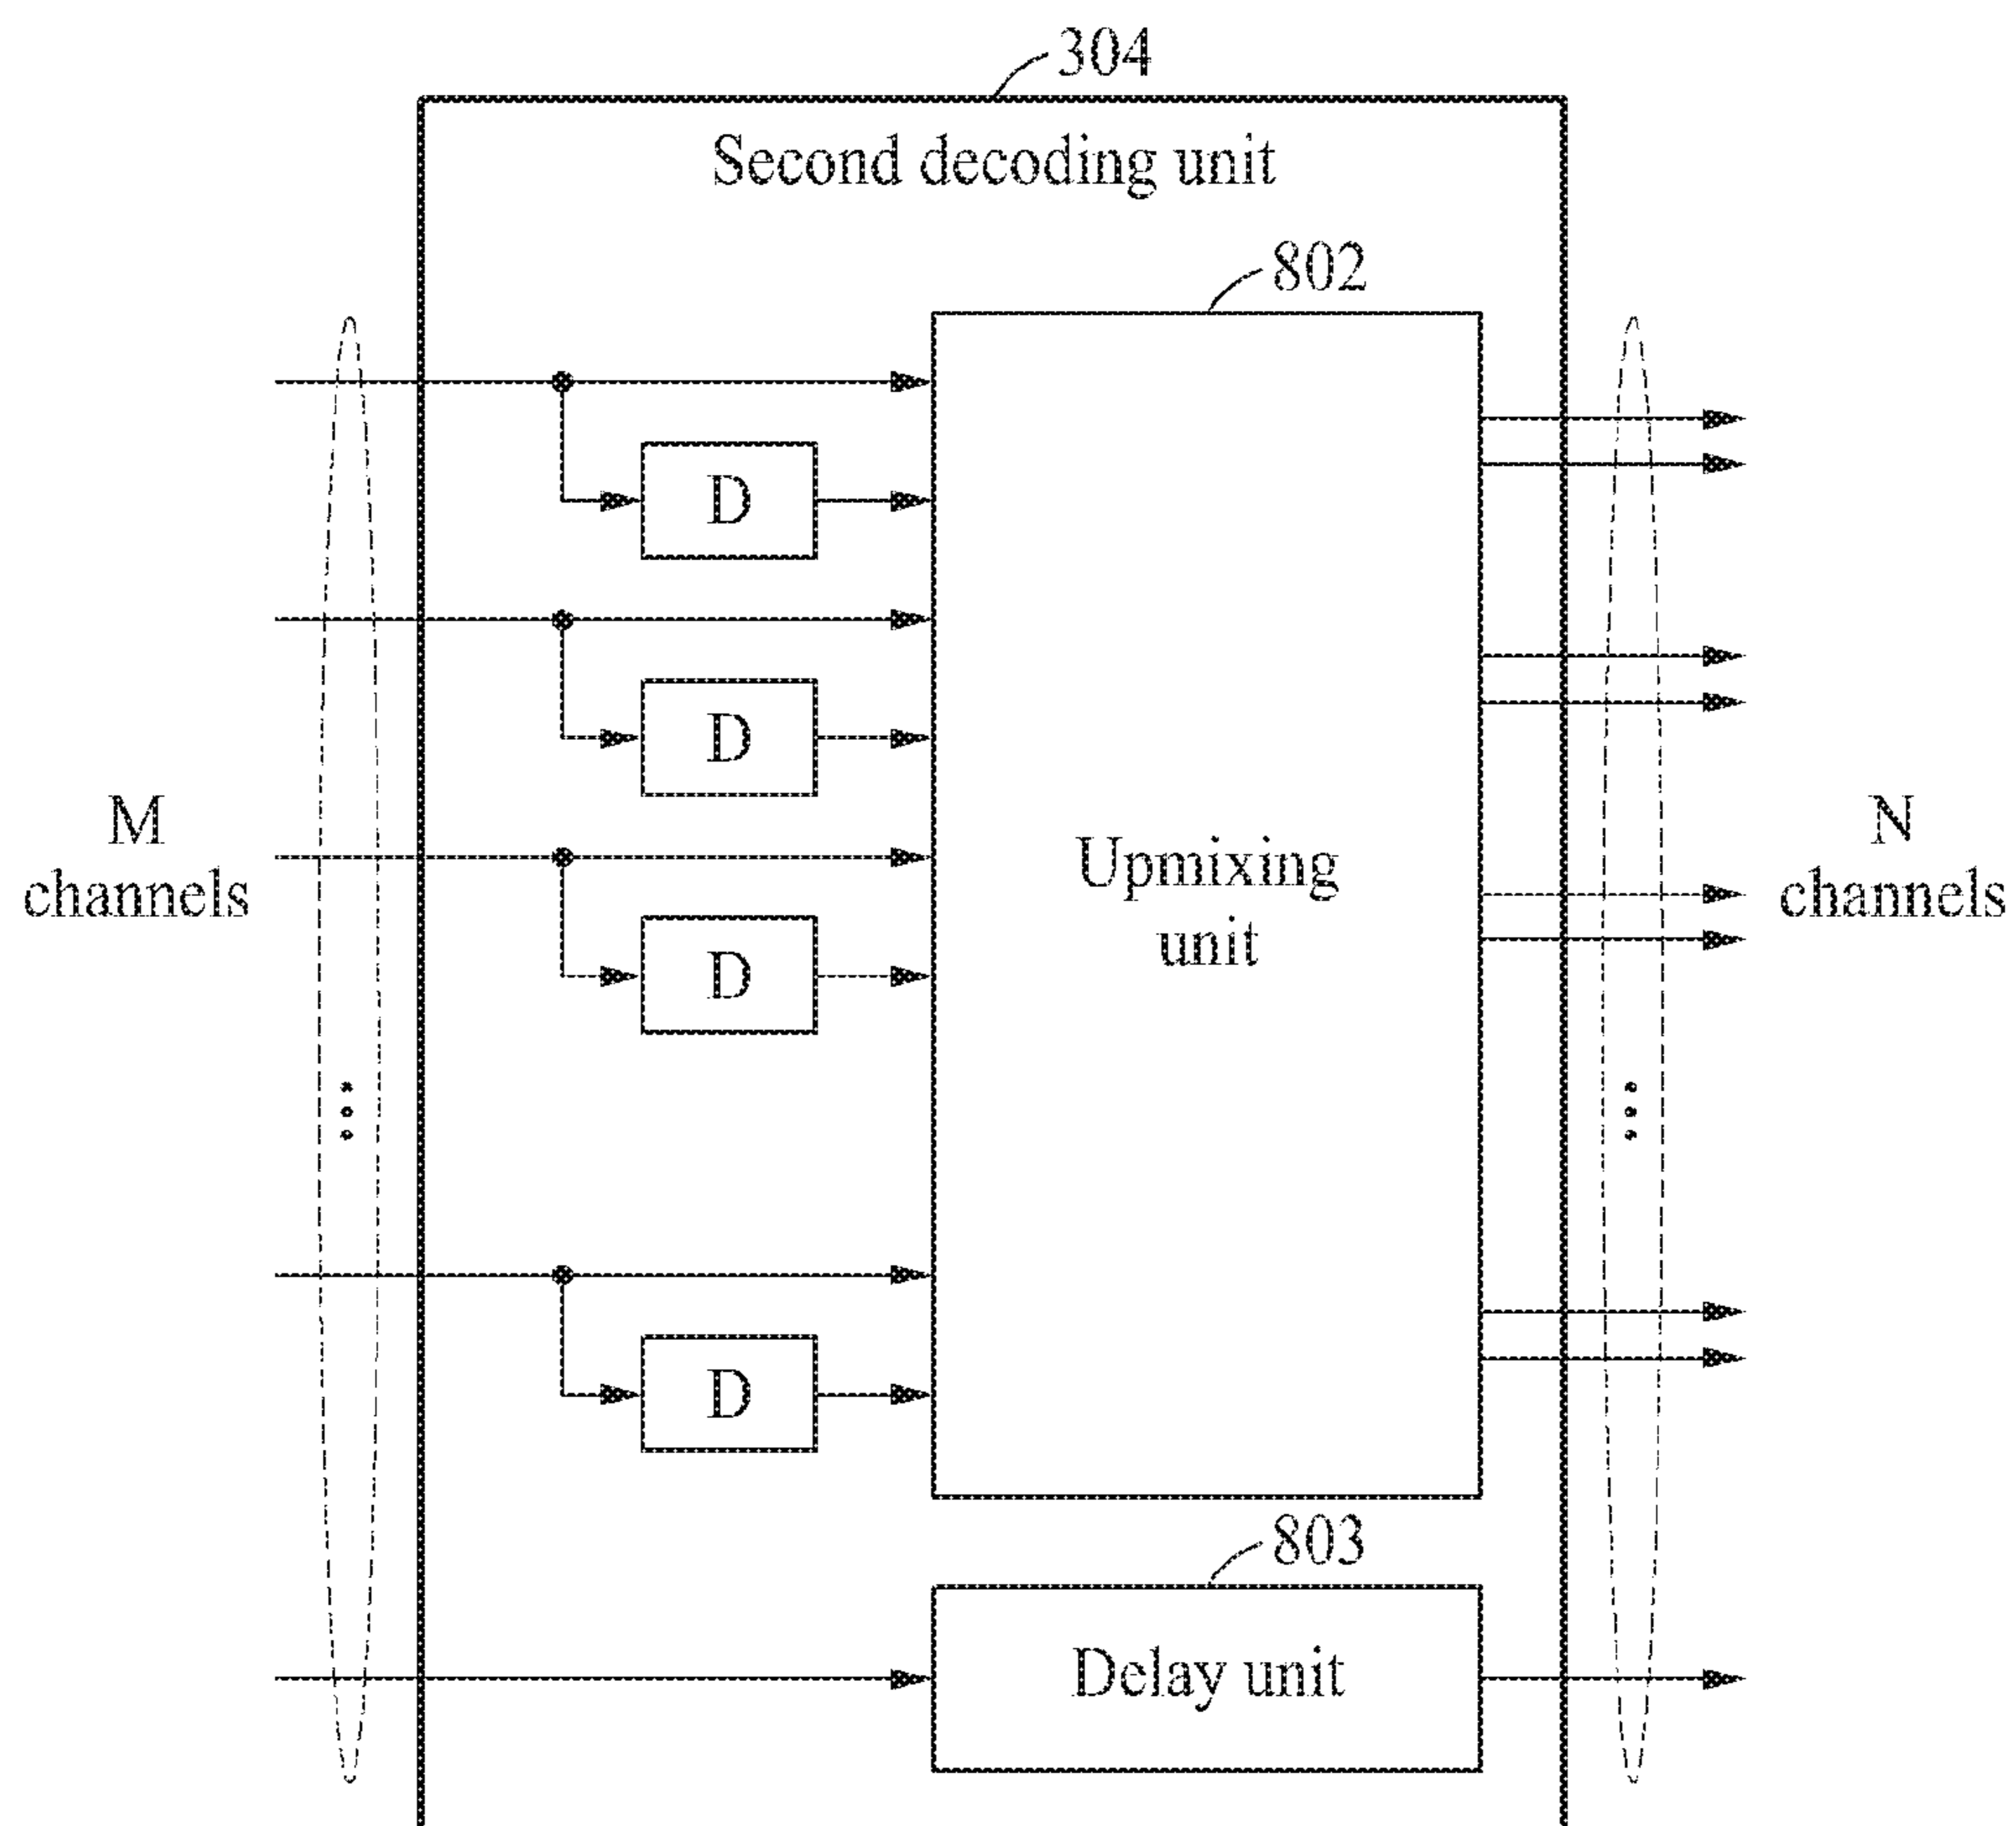 304
Second decoding unit
802
D
D
M
channels
Upmixing
unit
N
channels
D
D
803
Delay unit